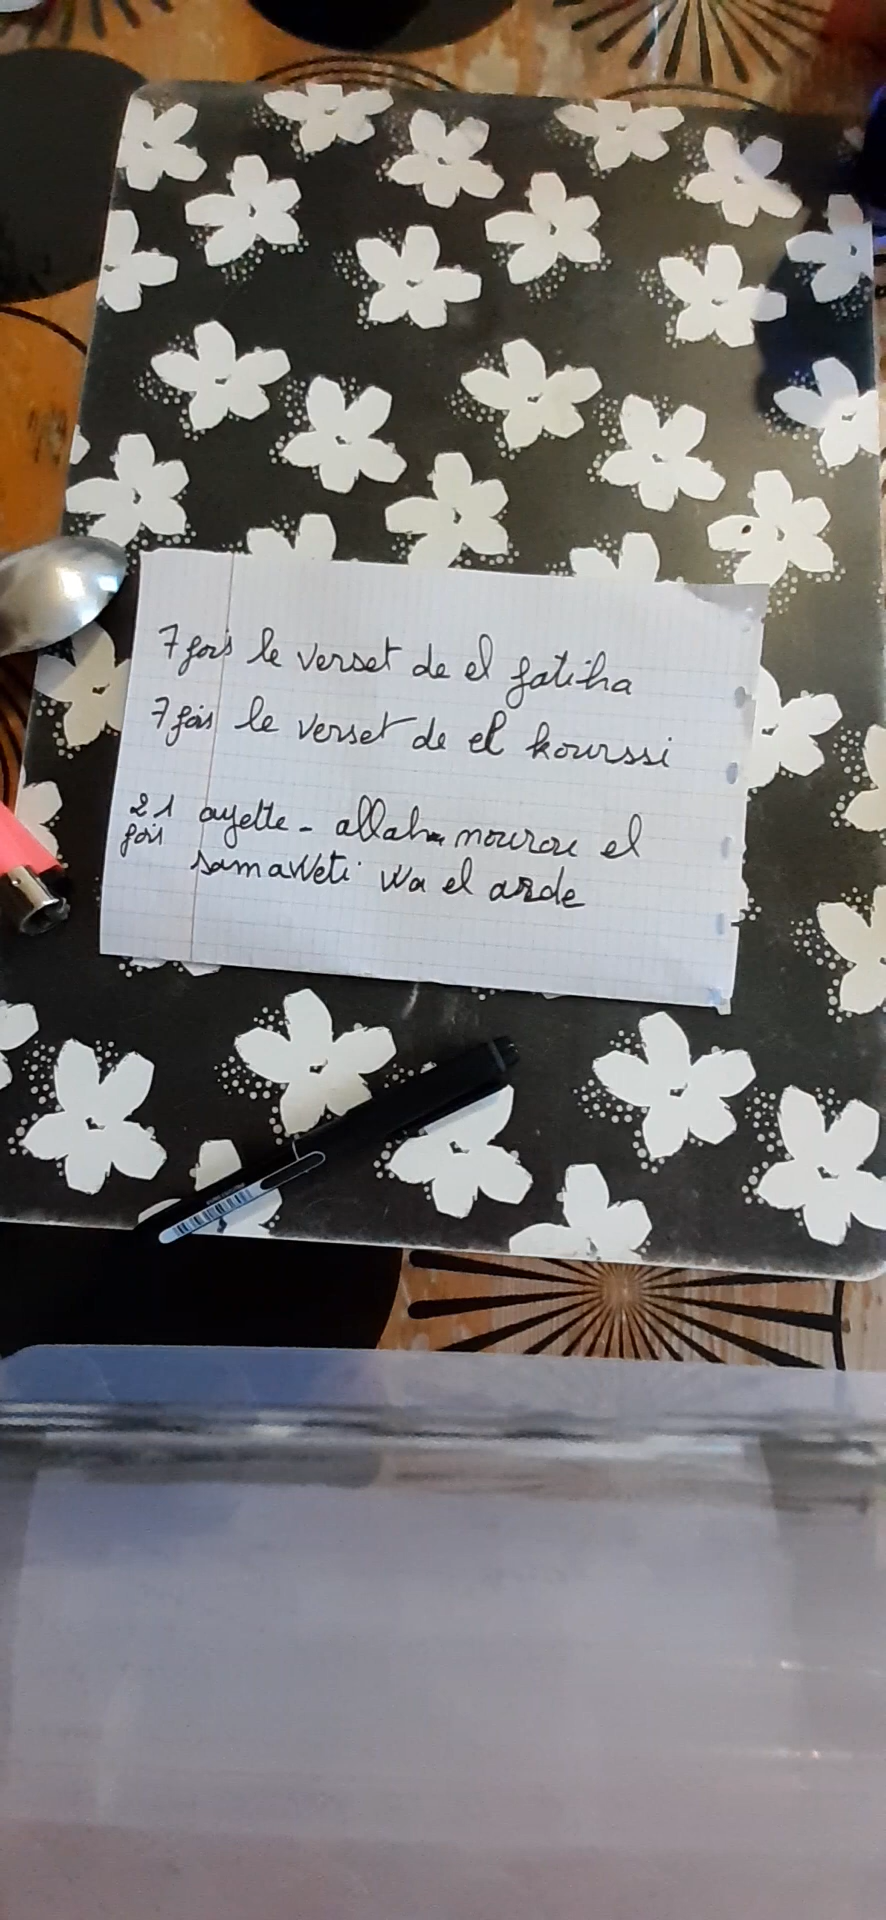 7 fois le verset de el fatiha
7 fois le verset de el kourssi
21 fois ayette - allah nourou el
samaweti wa el arde